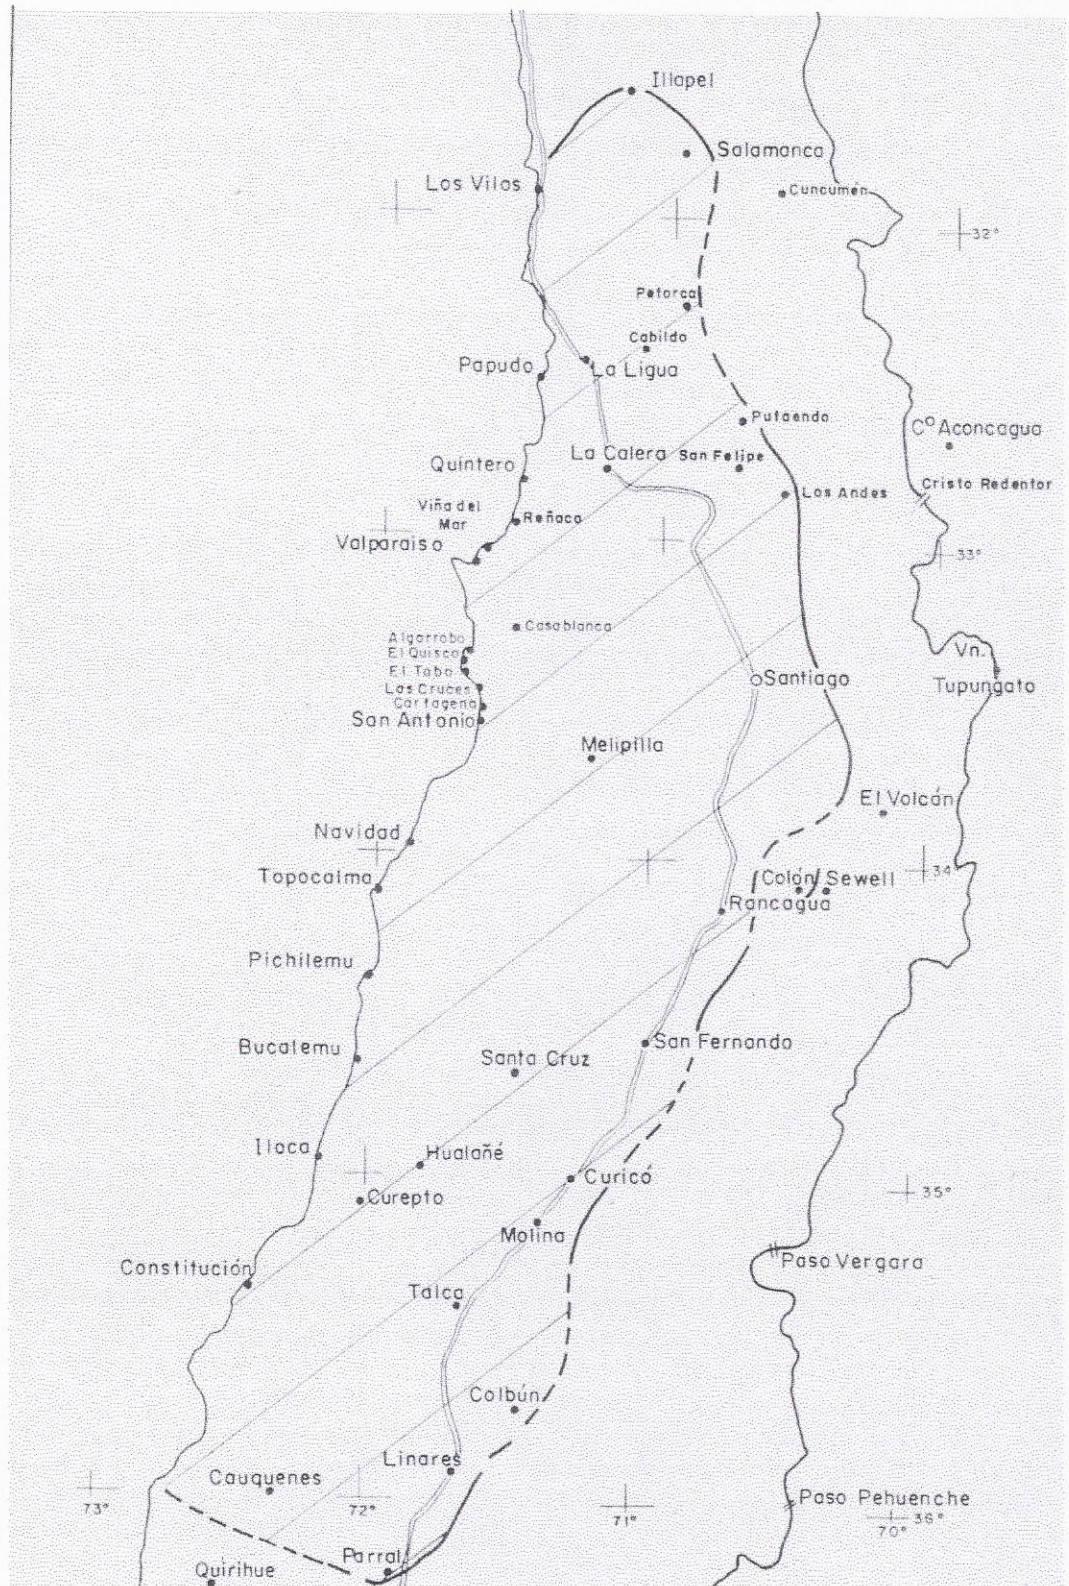 Illapel
Salamanca
Los Vilos
Cuncumén
32°
Petorca
Cabildo
La Ligua
Papudo
Putaendo
C° Aconcagua
La Calera
San Felipe
Quintero
Cristo Redentor
Los Andes
Viña del
Mar
Reñaca
Valparaiso
33°
Casablanca
Algarrobo
El Quisco
El Tabo
Las Cruces
Cartagena
San Antonio
Vn.
Tupungato
Santiago
Melipilla
El Volcán
Navidad
34°
Topocalma
Colón
Sewell
Rancagua
Pichilemu
Bucalemu
San Fernando
Santa Cruz
Iloca
Hualañé
Curicó
Curepto
35°
Molina
Paso Vergara
Constitución
Talca
Colbún
Linares
Cauquenes
73°
72°
71°
Paso Pehuenche
36°
70°
Parral
Quirihue